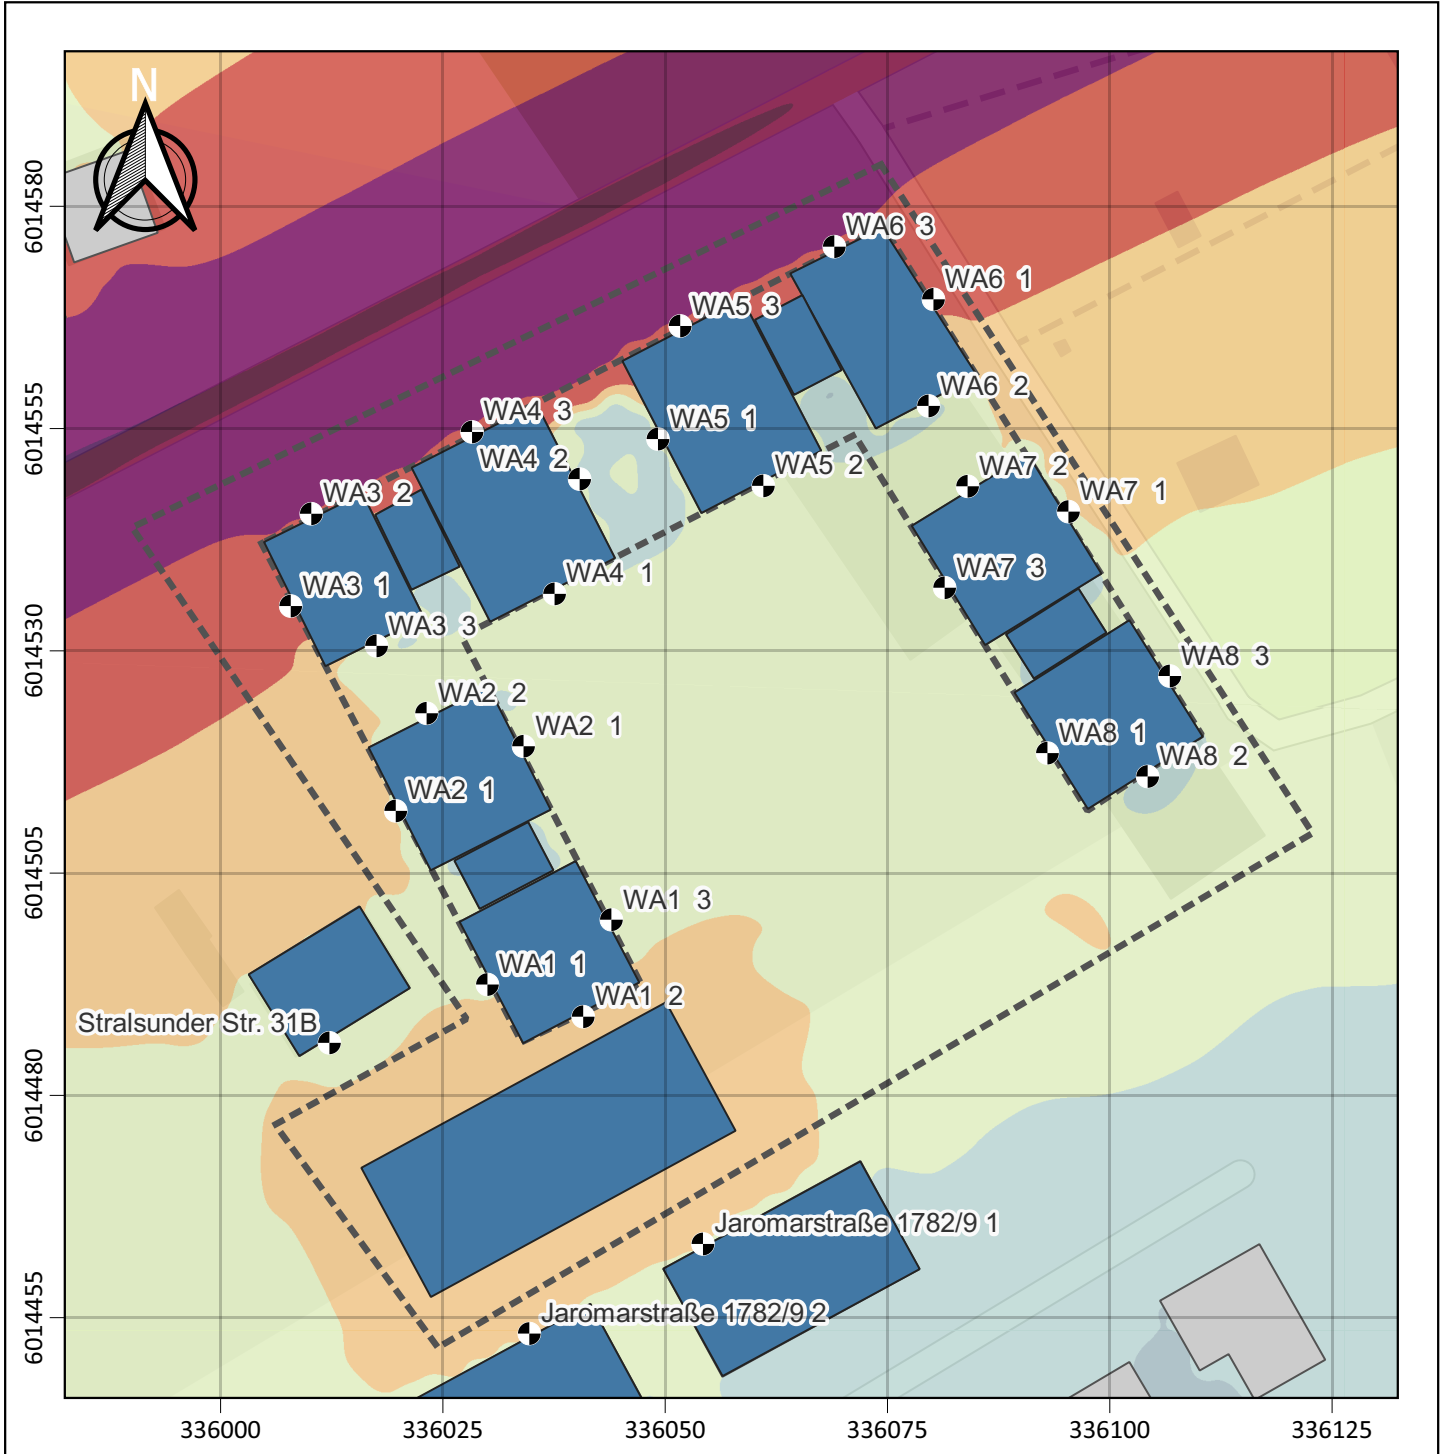 N
6014580
6014555
6014530
6014505
6014480
6014455
WA6 3
WA6 1
WA5 3
WA6 2
WA4 3
WA5 1
WA4 2
WA5 2
WA7 2
WA3 2
WA7 1
WA7 3
WA4 1
WA3 1
WA3 3
WA8 3
WA2 2
WA2 1
WA8 1
WA8 2
WA2 1
WA1 3
WA1 1
WA1 2
Stralsunder Str. 31B
Jaromarstraße 1782/9 1
Jaromarstraße 1782/9 2
336000 336025 336050 336075 336100 336125